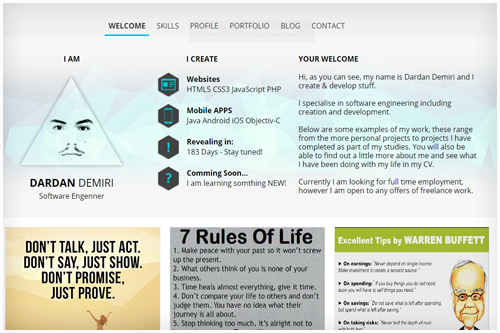 WELCOME SKILLS PROFILE PORTFOLIO BLOG CONTACT
I AM
DARDAN DEMIRI
Software Engenner
I CREATE
Websites
HTML5 CSS3 JavaScript PHP
Mobile APPS
Java Android iOS Objectiv-C
Revealing in:
183 Days - Stay tuned!
Comming Soon...
I am learning somthing NEW!
YOUR WELCOME
Hi, as you can see, my name is Dardan Demiri and I
create & develop stuff.
I specialise in software engineering including
creation and development.
Below are some examples of my work, these range
from the more personal projects to projects I have
completed as part of my studies. You will also be
able to find out a little more about me and see what
I have been doing with my life in my CV.
Currently I am looking for full time employment,
however I am open to any offers of freelance work.
DON'T TALK, JUST ACT.
DON'T SAY, JUST SHOW.
DON'T PROMISE,
JUST PROVE.
7 Rules Of Life
1. Make peace with your past so it won't screw
up the present.
2. What others think of you is none of your
business.
3. Time heals almost everything, give it time.
4. Don't compare your life to others and don't
judge them. You have no idea what their
journey is all about.
5. Stop thinking too much, it's alright to not
Excellent Tips by WARREN BUFFETT
On earnings: "Never depend on single income.
Make investment to create a second source."
On spending: "If you buy things you do not need,
soon you will have to sell things you need."
On savings: "Do not save what is left after spending,
but spend what is left after saving."
On taking risks: "Never test the depth of river
with both feet."